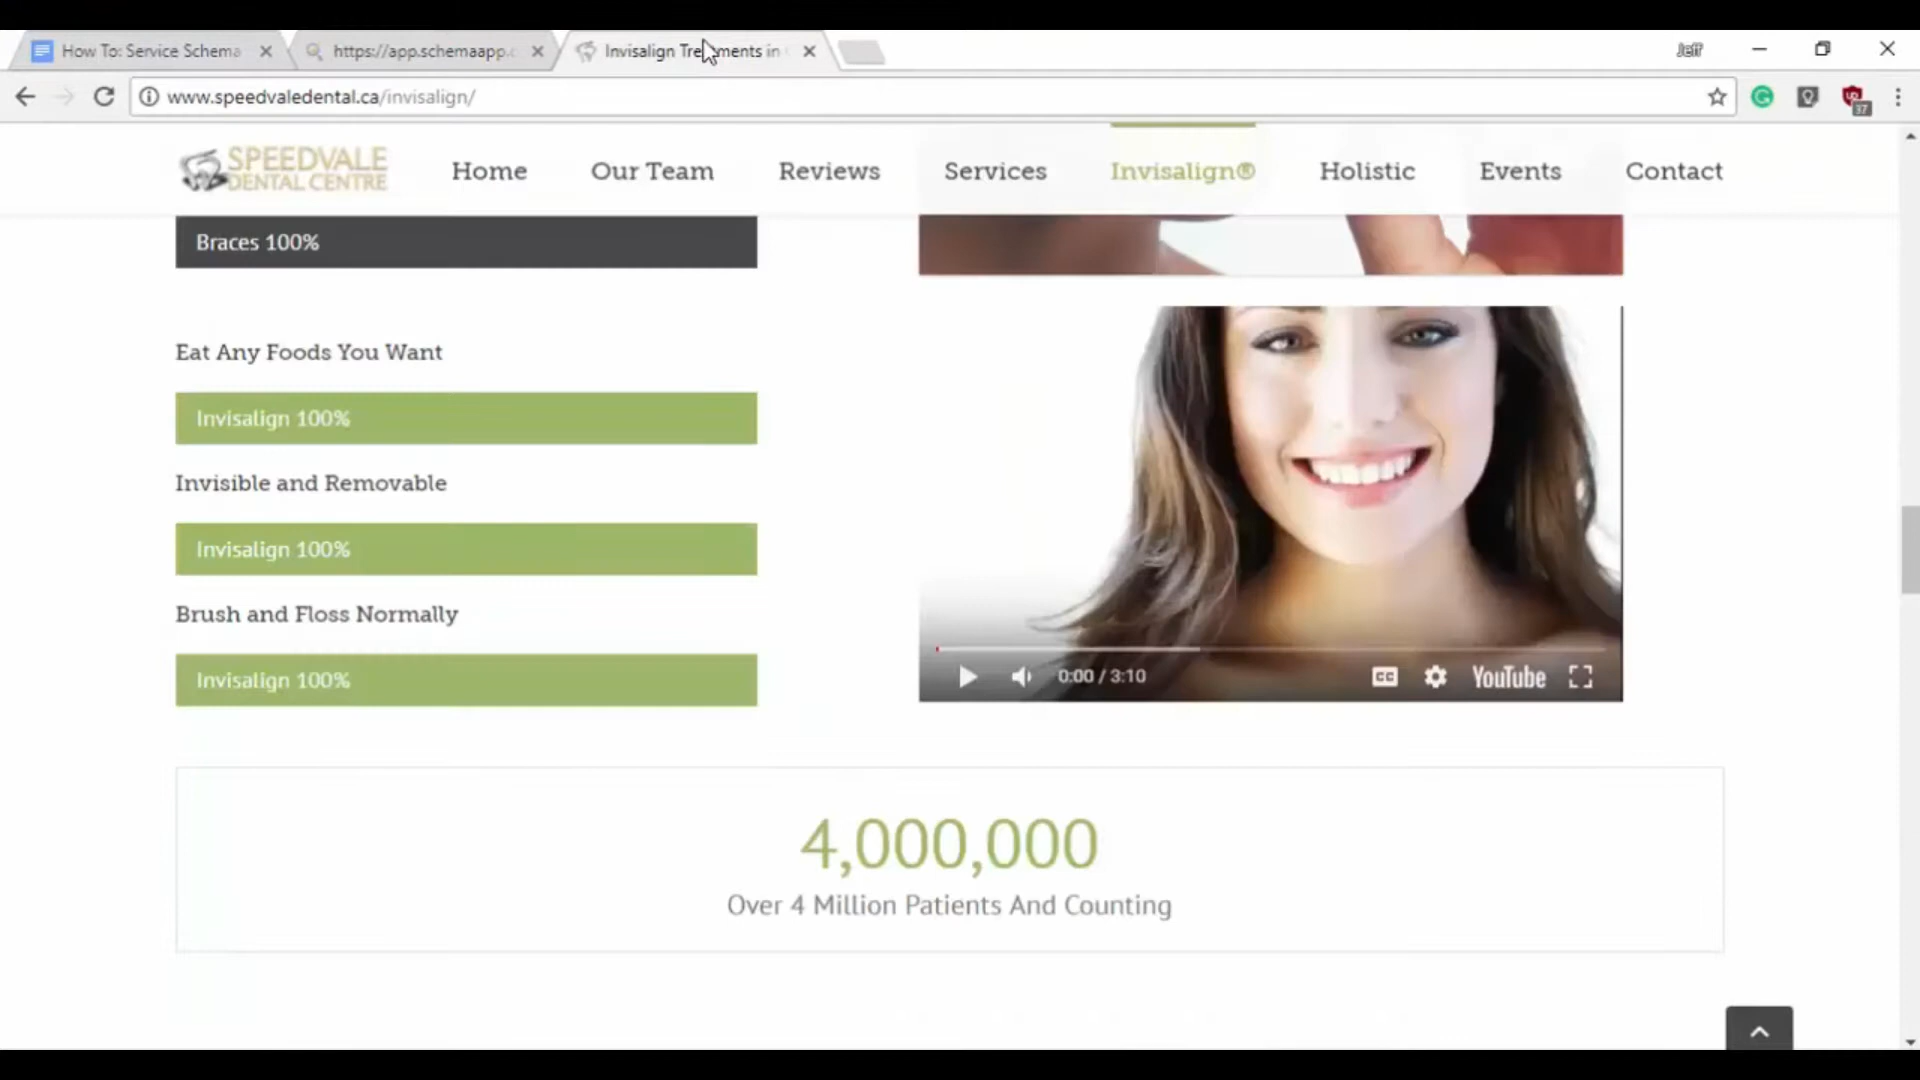 How To: Service Schema
https://app.schemaapp.
Invisalign Treatments in
Jeff
www.speedvaledental.ca/invisalign/
37
SPEEDVALE
DENTAL CENTRE
Home
Our Team
Reviews
Services
Invisalign®
Holistic
Events
Contact
Braces 100%
Eat Any Foods You Want
Invisalign 100%
Invisible and Removable
Invisalign 100%
Brush and Floss Normally
Invisalign 100%
0:00 / 3:10
CC
YouTube
4,000,000
Over 4 Million Patients And Counting